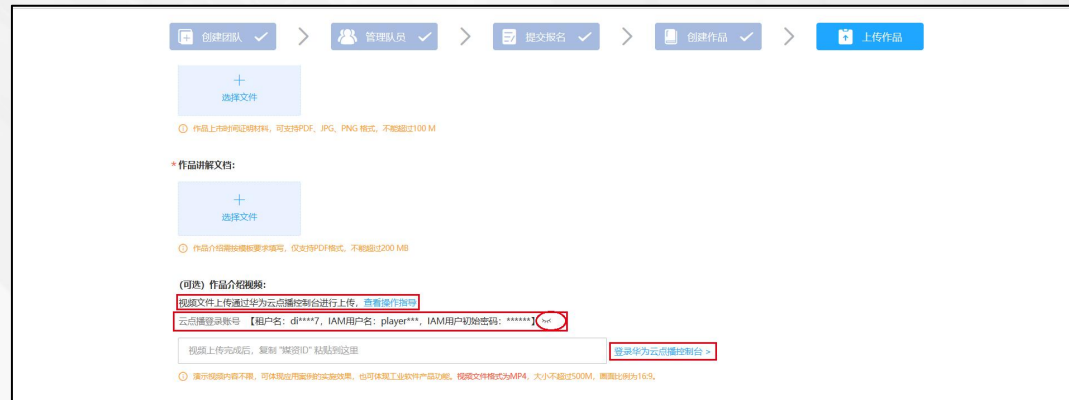 创建团队
管理队员
提交报名
创建作品
上传作品
选择文件
作品上市时间证明材料，可支持PDF，JPG，PNG 格式，不能超过100 M
* 作品讲解文档:
选择文件
作品介绍需按模板要求填写，仅支持PDF格式，不能超过200 MB
(可选) 作品介绍视频:
视频文件上传通过华为云点播控制台进行上传，查看操作指导
云点播登录账号 【租户名：di****7，IAM用户名：player***，IAM用户初始密码：******】
视频上传完成后，复制 "媒资ID" 粘贴到这里
登录华为云点播控制台 >
演示视频内容不限，可体现应用案例的实施效果，也可体现工业软件产品功能。视频文件格式为MP4，大小不超过500M，画面比例为16:9。